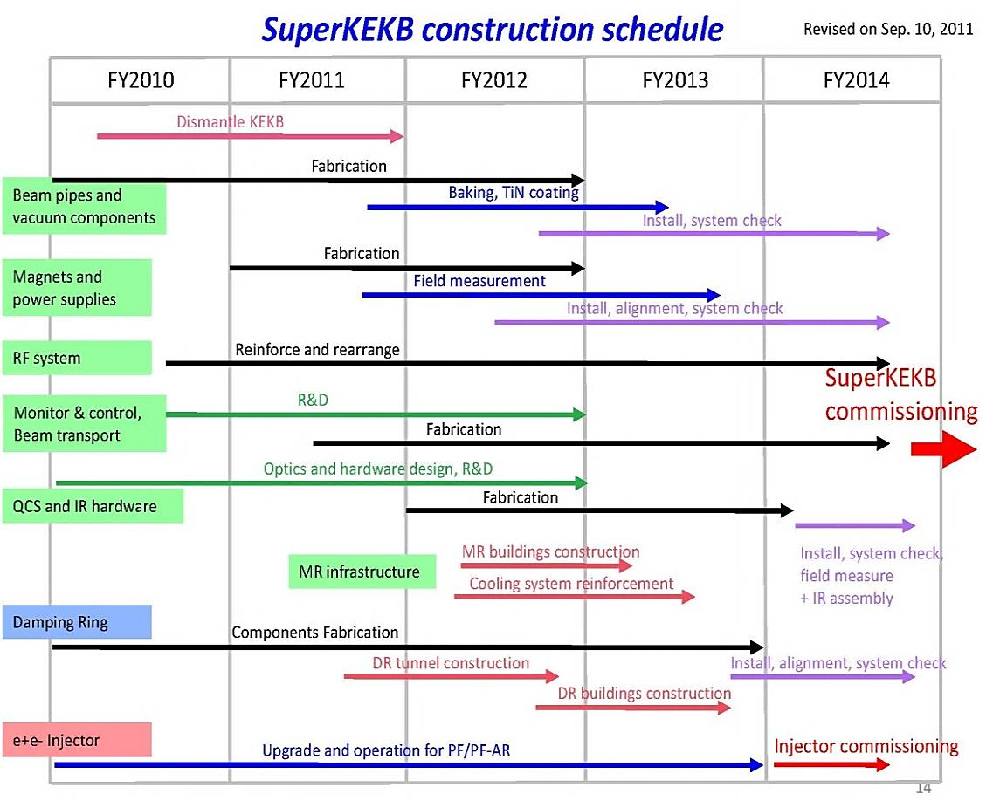 SuperKEKB construction schedule
Revised on Sep. 10, 2011
FY2010
FY2011
FY2012
FY2013
FY2014
Dismantle KEKB
Fabrication
Beam pipes and
vacuum components
Baking, TiN coating
Install, system check
Fabrication
Magnets and
power supplies
Field measurement
Install, alignment, system check
RF system
Reinforce and rearrange
SuperKEKB
commissioning
Monitor & control,
Beam transport
R&D
Fabrication
Optics and hardware design, R&D
QCS and IR hardware
Fabrication
Install, system check,
field measure
+ IR assembly
MR infrastructure
MR buildings construction
Cooling system reinforcement
Damping Ring
Components Fabrication
DR tunnel construction
Install, alignment, system check
DR buildings construction
e+e- Injector
Upgrade and operation for PF/PF-AR
Injector commissioning
14